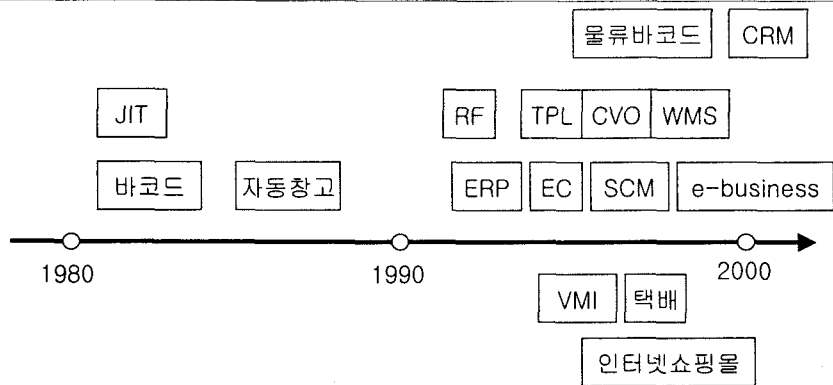 물류바코드 CRM
JIT RF TPL CVO WMS
바코드 자동창고 ERP EC SCM e-business
1980 1990 2000
VMI 택배
인터넷쇼핑몰